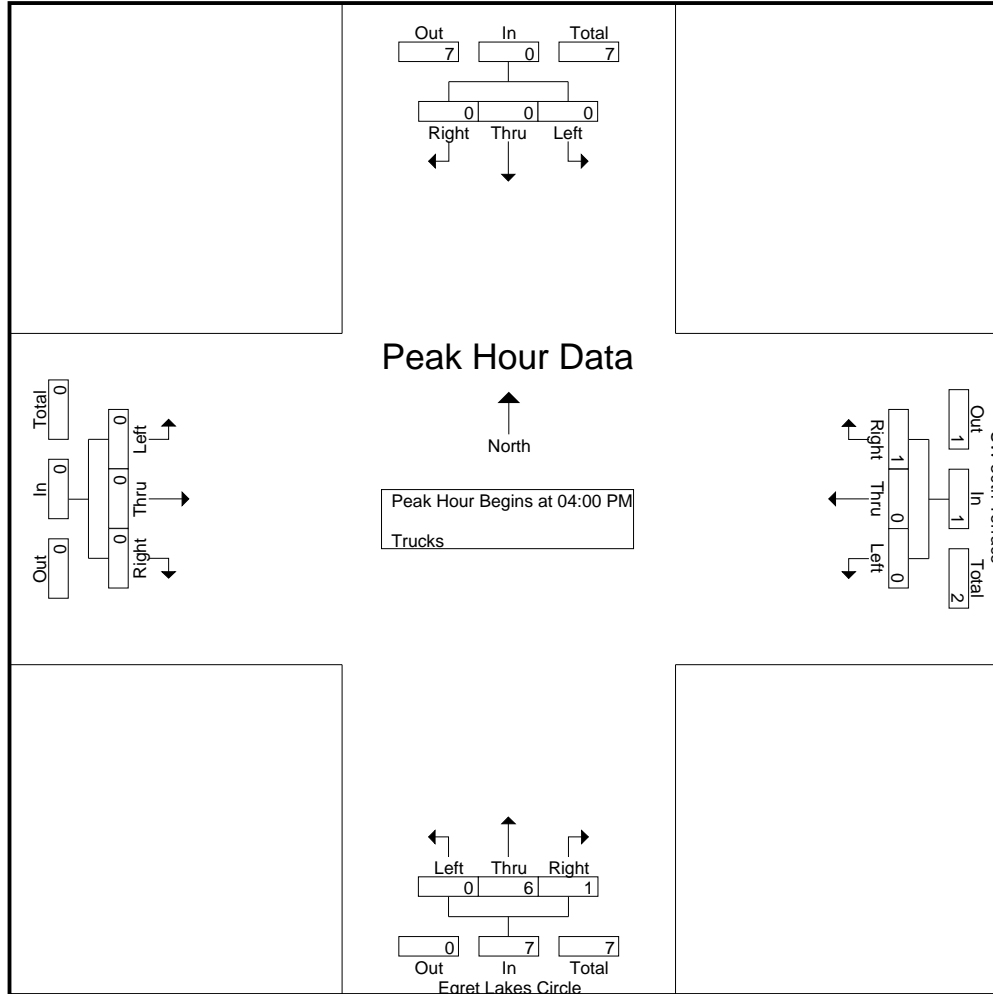 Out In Total
7 0 7
0 0 0
Right Thru Left
Peak Hour Data
North
Peak Hour Begins at 04:00 PM
Trucks
Total In Out
0 0 0
0 0 0
Left Thru Right
Right Thru Left
1 0 0
Out In Total
1 1 2
Left Thru Right
0 6 1
0 7 7
Out In Total
Egret Lakes Circle